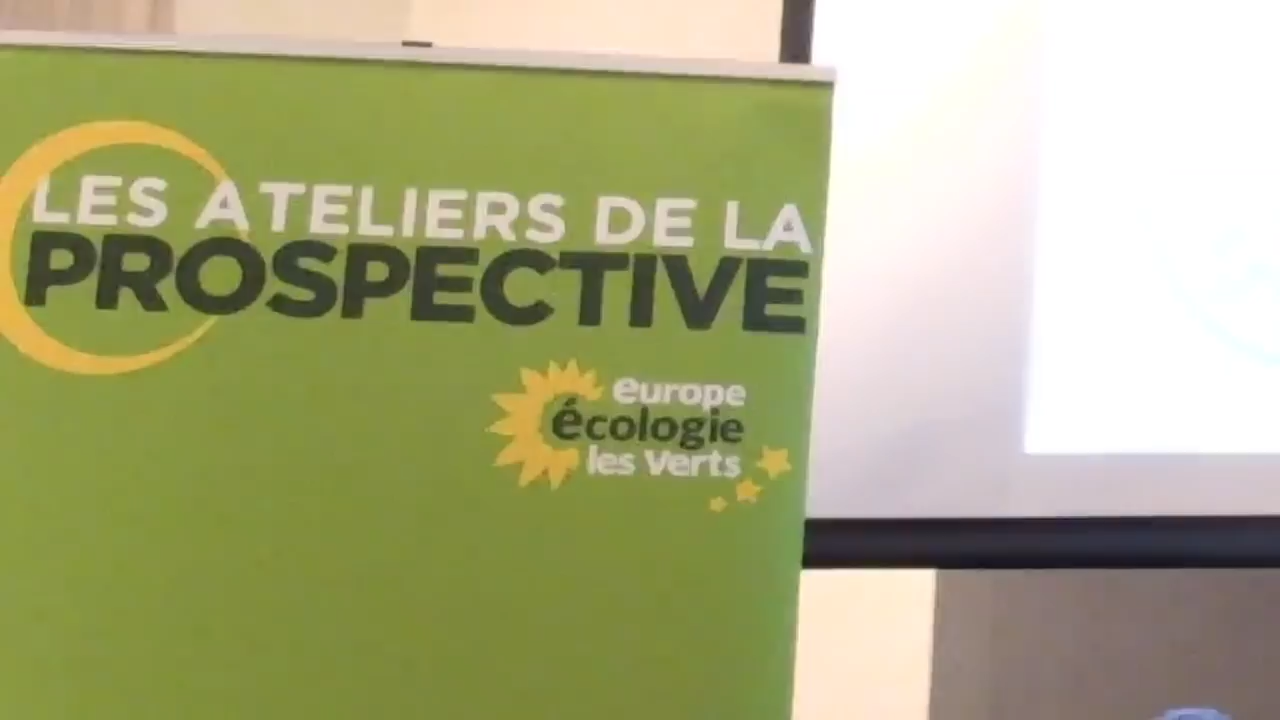 LES ATELIERS DE LA
PROSPECTIVE
europe
écologie
les verts